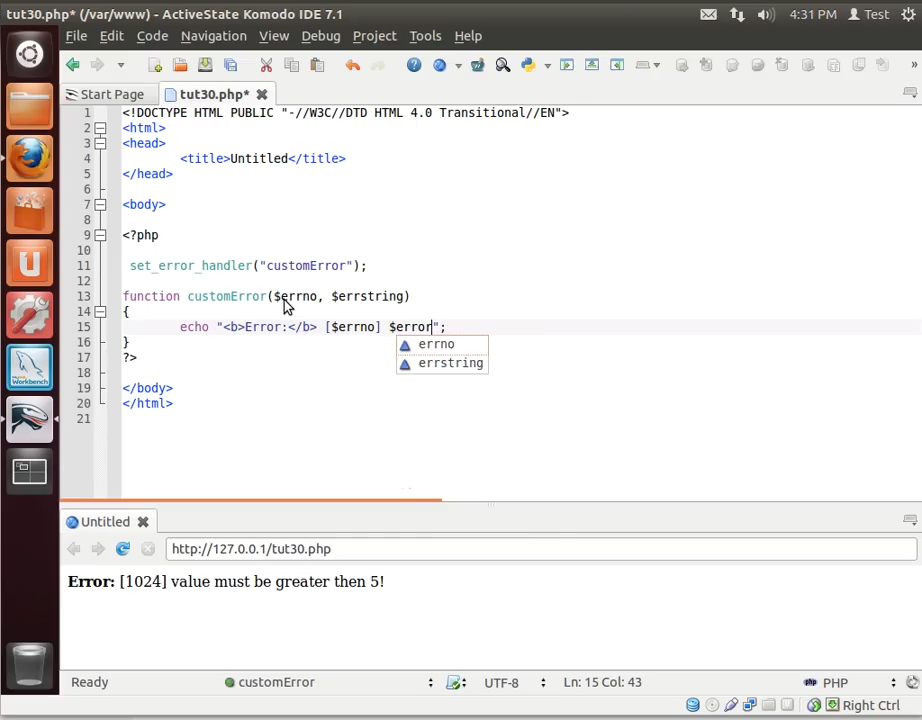 tut30.php* (/var/www) - ActiveState Komodo IDE 7.1
4:31 PM Test
File Edit Code Navigation View Debug Project Tools Help
»
Start Page tut30.php*
1 <!DOCTYPE HTML PUBLIC "-//W3C//DTD HTML 4.0 Transitional//EN">
2 <html>
3 <head>
4 <title>Untitled</title>
5 </head>
6
7 <body>
8
9 <?php
10
11 set_error_handler("customError");
12
13 function customError($errno, $errstring)
14 {
15 echo "<b>Error:</b> [$errno] $error";
16 }
errno
17 ?>
errstring
18
19 </body>
20 </html>
21
Untitled
http://127.0.0.1/tut30.php
Error: [1024] value must be greater then 5!
Ready customError UTF-8 Ln: 15 Col: 43 php PHP
Right Ctrl